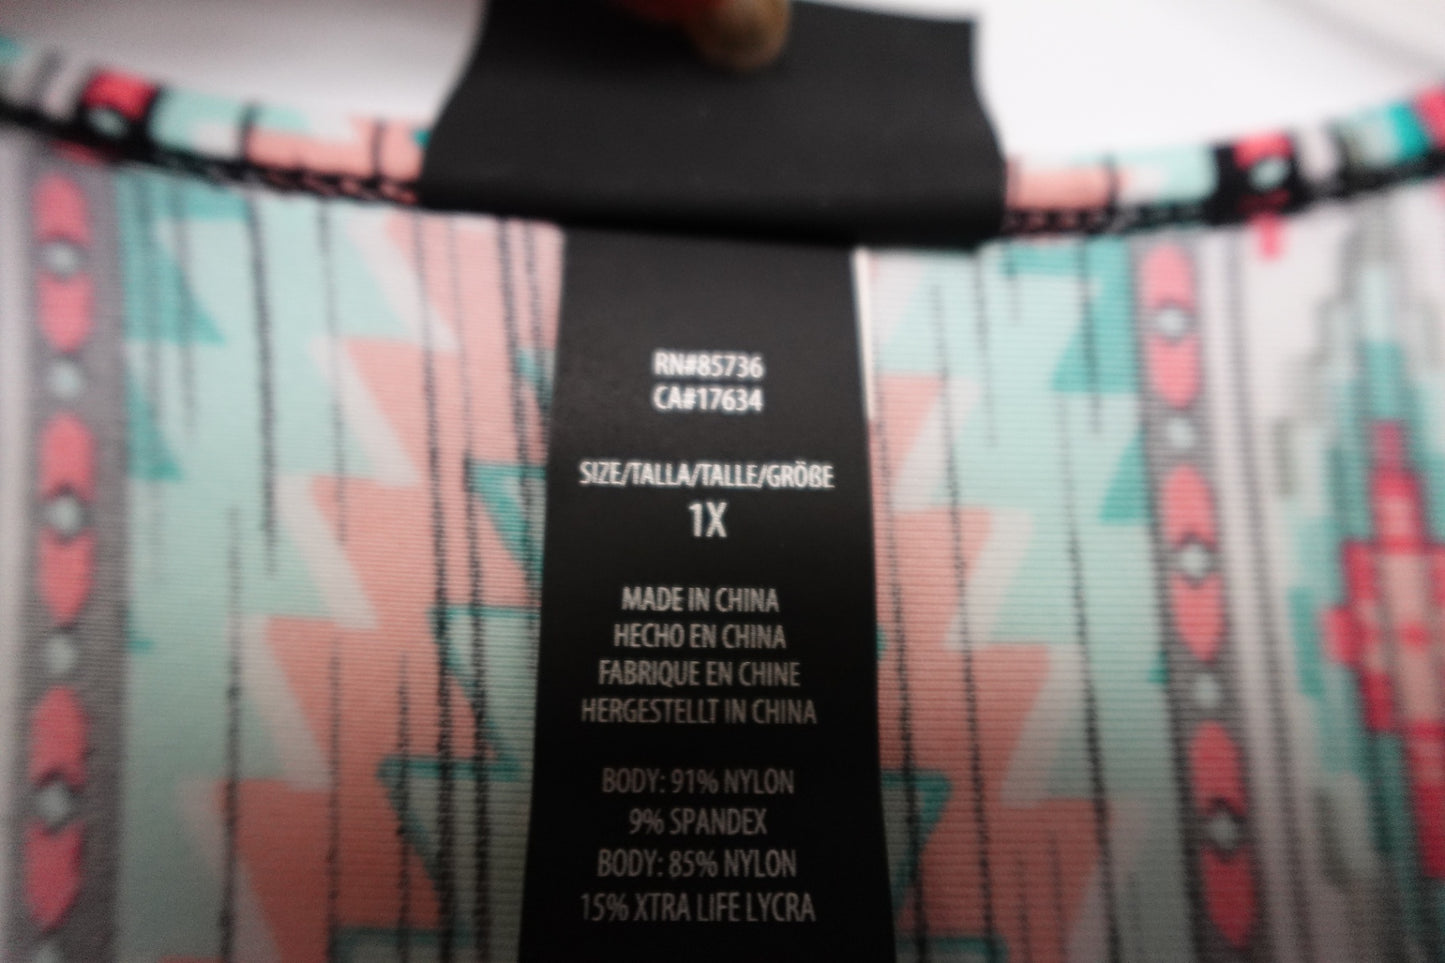 RN#85736
CA#17634
SIZE/TALLA/TALLE/GRÖßE
1X
MADE IN CHINA
HECHO EN CHINA
FABRIQUE EN CHINE
HERGESTELLT IN CHINA
BODY: 91% NYLON
9% SPANDEX
BODY: 85% NYLON
15% XTRA LIFE LYCRA